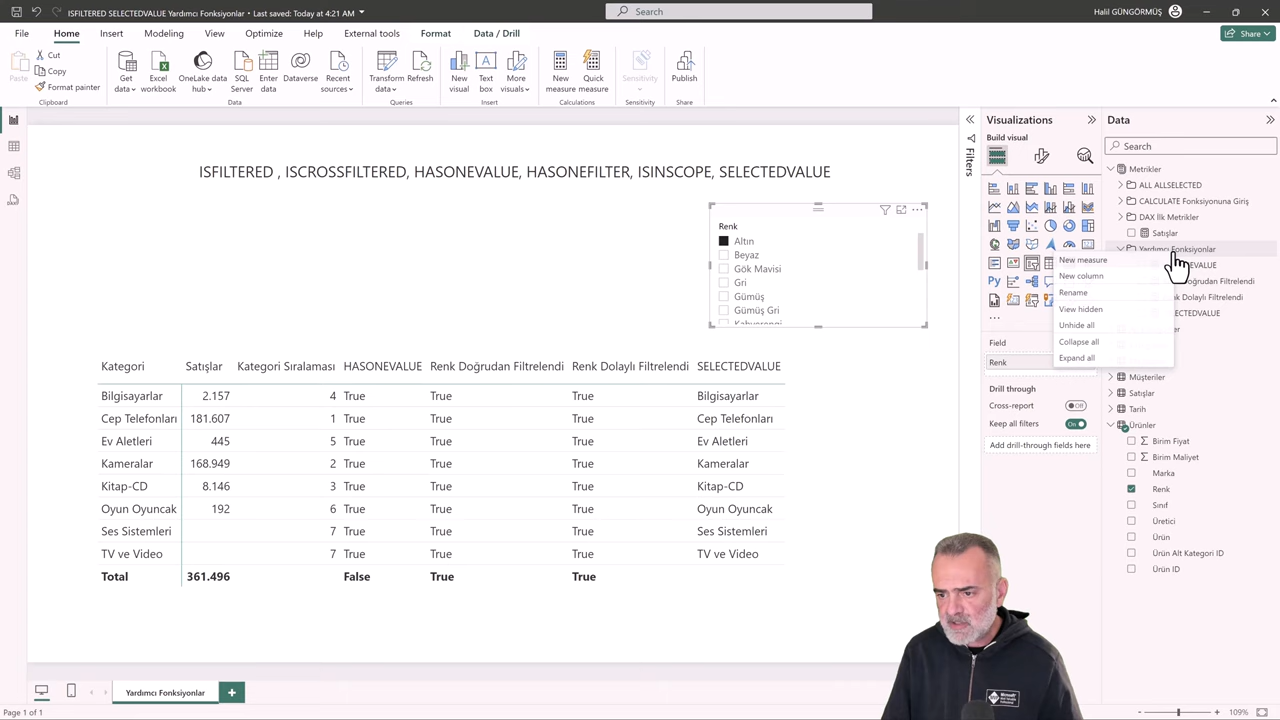 ISFILTERED SELECTEDVALUE Yardımcı Fonksiyonlar • Last saved: Today at 4:21 AM
Search
Halil GÜNGÖRMÜŞ
File Home Insert Modeling View Optimize Help External tools Format Data / Drill
Share
Paste
Cut
Copy
Format painter
Get data
Excel workbook
OneLake data hub
SQL Server
Enter data
Dataverse
Recent sources
Transform data
Refresh
New visual
Text box
More visuals
New measure
Quick measure
Sensitivity
Publish
Clipboard
Data
Queries
Insert
Calculations
Sensitivity
Share
ISFILTERED , ISCROSSFILTERED, HASONEVALUE, HASONEFILTER, ISINSCOPE, SELECTEDVALUE
Renk
Altın
Beyaz
Gök Mavisi
Gri
Gümüş
Gümüş Gri
Kahverengi
Kategori Satışlar Kategori Sıralaması HASONEVALUE Renk Doğrudan Filtrelendi Renk Dolaylı Filtrelendi SELECTEDVALUE
Bilgisayarlar 2.157 4 True True True Bilgisayarlar
Cep Telefonları 181.607 1 True True True Cep Telefonları
Ev Aletleri 445 5 True True True Ev Aletleri
Kameralar 168.949 2 True True True Kameralar
Kitap-CD 8.146 3 True True True Kitap-CD
Oyun Oyuncak 192 6 True True True Oyun Oyuncak
Ses Sistemleri 7 True True True Ses Sistemleri
TV ve Video 7 True True True TV ve Video
Total 361.496 False True True
Filters
Visualizations
Build visual
Field
Renk
Drill through
Cross-report Off
Keep all filters On
Add drill-through fields here
New measure
New column
Rename
View hidden
Unhide all
Collapse all
Expand all
Data
Search
Metrikler
ALL ALLSELECTED
CALCULATE Fonksiyonuna Giriş
DAX İlk Metrikler
Satışlar
Yardımcı Fonksiyonlar
Doğrudan Filtrelendi
Dolaylı Filtrelendi
Müşteriler
Satışlar
Tarih
Ürünler
Birim Fiyat
Birim Maliyet
Marka
Renk
Sınıf
Üretici
Ürün
Ürün Alt Kategori ID
Ürün ID
Yardımcı Fonksiyonlar
Page 1 of 1
109%